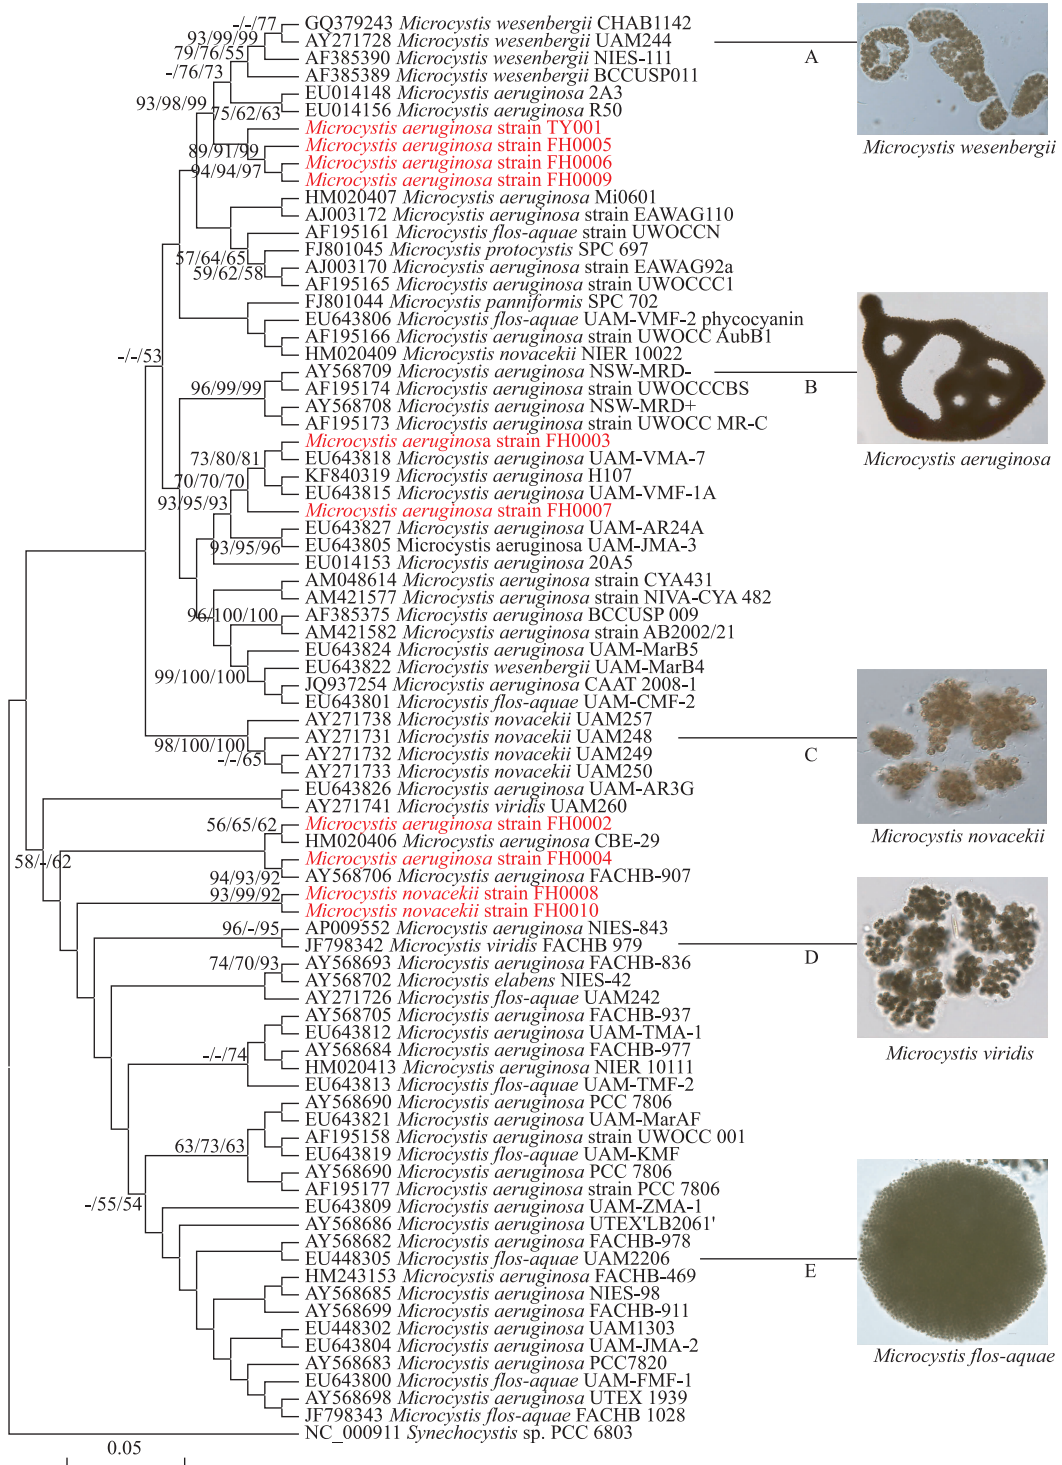 -/-/77
GQ379243 Microcystis wesenbergii CHAB1142
93/99/99
AY271728 Microcystis wesenbergii UAM244
A
79/76/55
AF385390 Microcystis wesenbergii NIES-111
-/76/73
AF385389 Microcystis wesenbergii BCCUSP011
EU014148 Microcystis aeruginosa 2A3
93/98/99
75/62/63
EU014156 Microcystis aeruginosa R50
Microcystis aeruginosa strain TY001
Microcystis aeruginosa strain FH0005
Microcystis wesenbergii
89/91/99
Microcystis aeruginosa strain FH0006
94/94/97
Microcystis aeruginosa strain FH0009
HM020407 Microcystis aeruginosa Mi0601
AJ003172 Microcystis aeruginosa strain EAWAG110
AF195161 Microcystis flos-aquae strain UWOCCN
57/64/65
FJ801045 Microcystis protocystis SPC 697
59/62/58
AJ003170 Microcystis aeruginosa strain EAWAG92a
AF195165 Microcystis aeruginosa strain UWOCCC1
FJ801044 Microcystis panniformis SPC 702
EU643806 Microcystis flos-aquae UAM-VMF-2 phycocyanin
AF195166 Microcystis aeruginosa strain UWOCC AubB1
-/-/53
HM020409 Microcystis novacekii NIER 10022
AY568709 Microcystis aeruginosa NSW-MRD-
B
96/99/99
AF195174 Microcystis aeruginosa strain UWOCCCBS
AY568708 Microcystis aeruginosa NSW-MRD+
AF195173 Microcystis aeruginosa strain UWOCC MR-C
Microcystis aeruginosa strain FH0003
73/80/81
EU643818 Microcystis aeruginosa UAM-VMA-7
Microcystis aeruginosa
70/70/70
KF840319 Microcystis aeruginosa H107
EU643815 Microcystis aeruginosa UAM-VMF-1A
93/95/93
Microcystis aeruginosa strain FH0007
EU643827 Microcystis aeruginosa UAM-AR24A
93/95/96
EU643805 Microcystis aeruginosa UAM-JMA-3
EU014153 Microcystis aeruginosa 20A5
AM048614 Microcystis aeruginosa strain CYA431
AM421577 Microcystis aeruginosa strain NIVA-CYA 482
96/100/100
AF385375 Microcystis aeruginosa BCCUSP 009
AM421582 Microcystis aeruginosa strain AB2002/21
EU643824 Microcystis aeruginosa UAM-MarB5
99/100/100
EU643822 Microcystis wesenbergii UAM-MarB4
JQ937254 Microcystis aeruginosa CAAT 2008-1
EU643801 Microcystis flos-aquae UAM-CMF-2
AY271738 Microcystis novacekii UAM257
98/100/100
AY271731 Microcystis novacekii UAM248
C
-/-/65
AY271732 Microcystis novacekii UAM249
AY271733 Microcystis novacekii UAM250
EU643826 Microcystis aeruginosa UAM-AR3G
AY271741 Microcystis viridis UAM260
56/65/62
Microcystis aeruginosa strain FH0002
Microcystis novacekii
HM020406 Microcystis aeruginosa CBE-29
58/-/62
Microcystis aeruginosa strain FH0004
94/93/92
AY568706 Microcystis aeruginosa FACHB-907
93/99/92
Microcystis novacekii strain FH0008
Microcystis novacekii strain FH0010
96/-/95
AP009552 Microcystis aeruginosa NIES-843
JF798342 Microcystis viridis FACHB 979
D
74/70/93
AY568693 Microcystis aeruginosa FACHB-836
AY568702 Microcystis elabens NIES-42
AY271726 Microcystis flos-aquae UAM242
AY568705 Microcystis aeruginosa FACHB-937
EU643812 Microcystis aeruginosa UAM-TMA-1
-/-/74
AY568684 Microcystis aeruginosa FACHB-977
Microcystis viridis
HM020413 Microcystis aeruginosa NIER 10111
EU643813 Microcystis flos-aquae UAM-TMF-2
AY568690 Microcystis aeruginosa PCC 7806
EU643821 Microcystis aeruginosa UAM-MarAF
63/73/63
AF195158 Microcystis aeruginosa strain UWOCC 001
EU643819 Microcystis flos-aquae UAM-KMF
AY568690 Microcystis aeruginosa PCC 7806
AF195177 Microcystis aeruginosa strain PCC 7806
-/55/54
EU643809 Microcystis aeruginosa UAM-ZMA-1
AY568686 Microcystis aeruginosa UTEX'LB2061'
AY568682 Microcystis aeruginosa FACHB-978
EU448305 Microcystis flos-aquae UAM2206
E
HM243153 Microcystis aeruginosa FACHB-469
AY568685 Microcystis aeruginosa NIES-98
AY568699 Microcystis aeruginosa FACHB-911
EU448302 Microcystis aeruginosa UAM1303
EU643804 Microcystis aeruginosa UAM-JMA-2
Microcystis flos-aquae
AY568683 Microcystis aeruginosa PCC7820
EU643800 Microcystis flos-aquae UAM-FMF-1
AY568698 Microcystis aeruginosa UTEX 1939
JF798343 Microcystis flos-aquae FACHB 1028
NC_000911 Synechocystis sp. PCC 6803
0.05